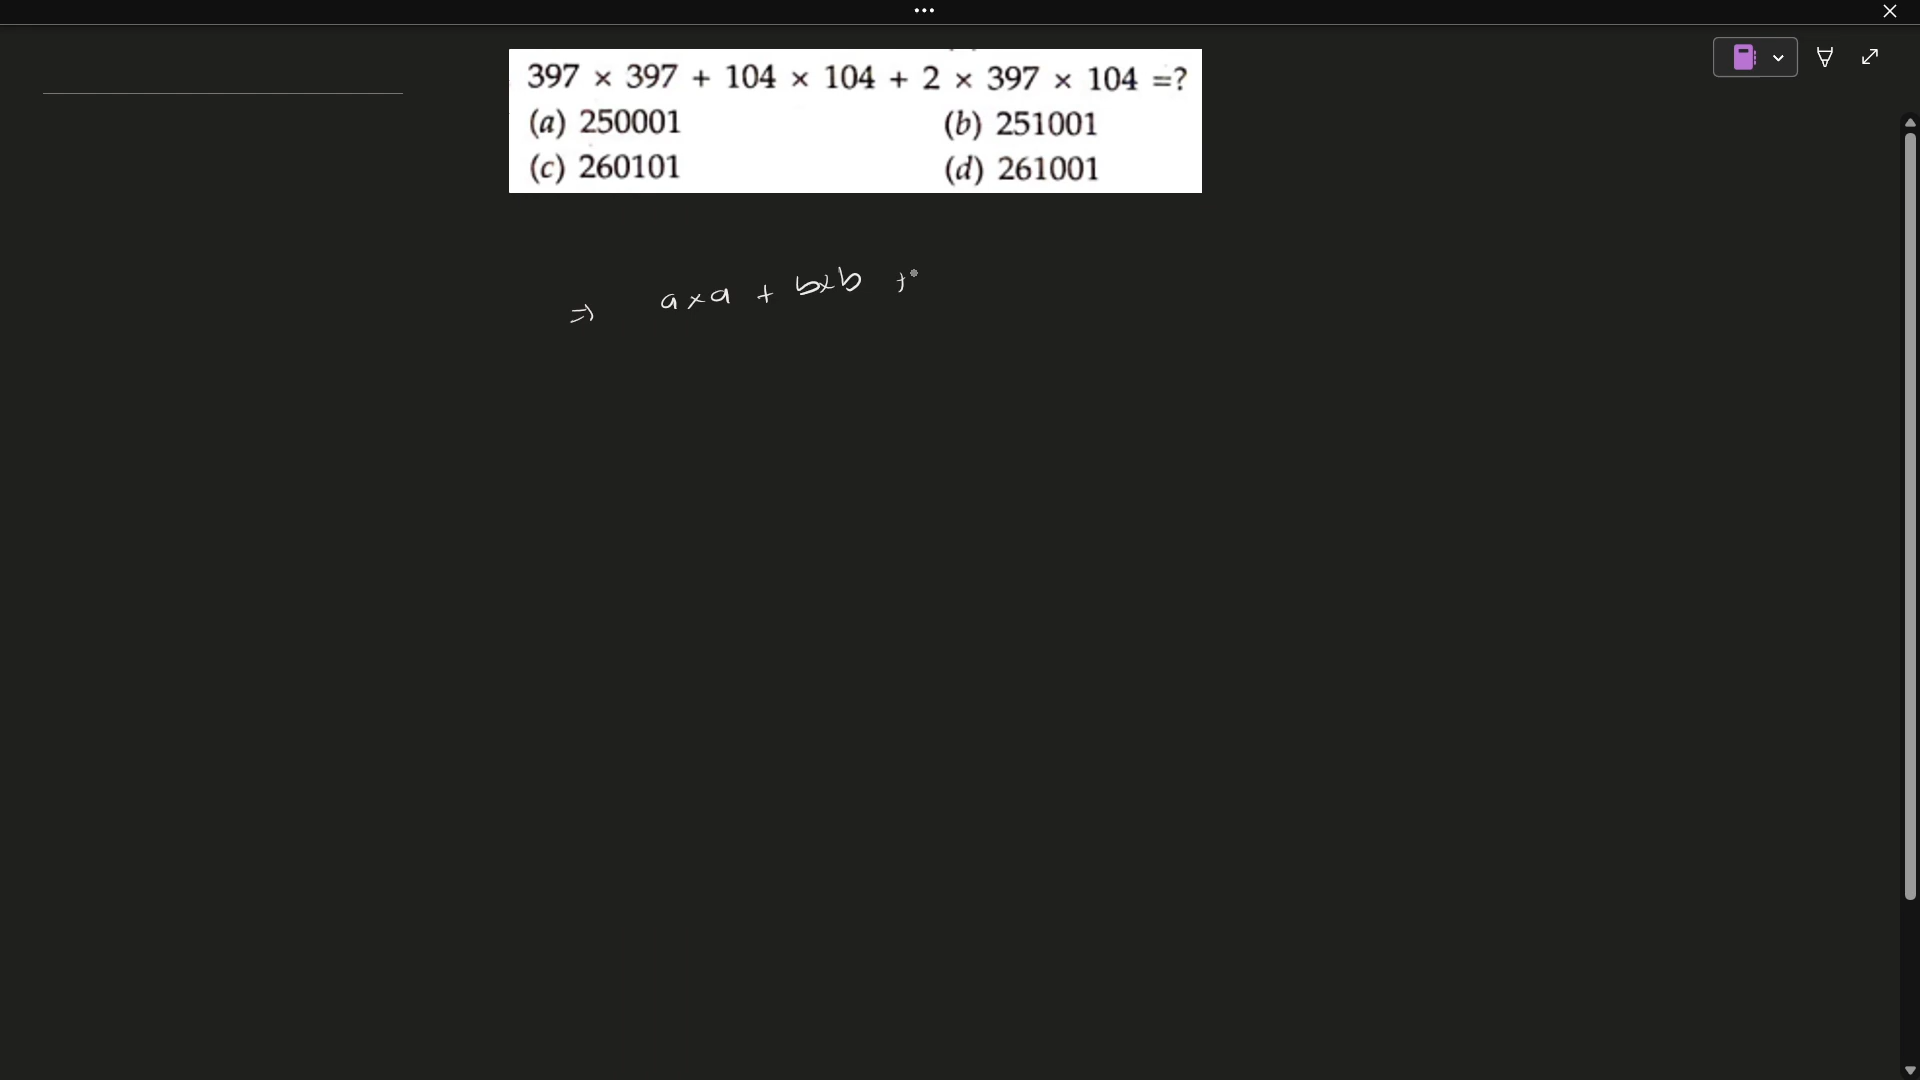 397 × 397 + 104 × 104 + 2 × 397 × 104 =?
(a) 250001 (b) 251001
(c) 260101 (d) 261001
⇒ a × a + b × b +